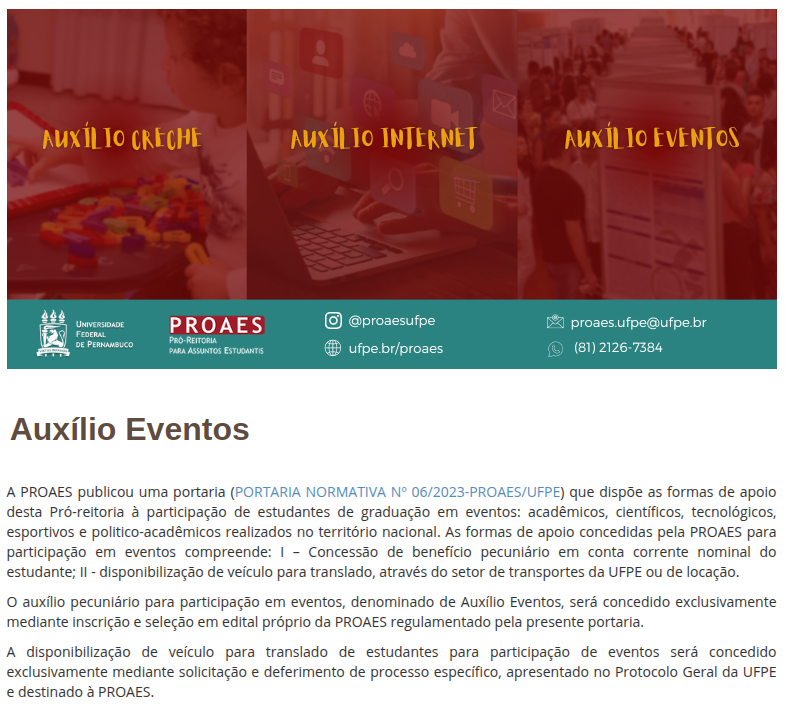 AUXÍLIO CRECHE
AUXÍLIO INTERNET
AUXÍLIO EVENTOS
UNIVERSIDADE
FEDERAL
DE PERNAMBUCO
PROAES
PRÓ-REITORIA
PARA ASSUNTOS ESTUDANTIS
@proaesufpe
ufpe.br/proaes
proaes.ufpe@ufpe.br
(81) 2126-7384
Auxílio Eventos
A PROAES publicou uma portaria (PORTARIA NORMATIVA Nº 06/2023-PROAES/UFPE) que dispõe as formas de apoio
desta Pró-reitoria à participação de estudantes de graduação em eventos: acadêmicos, científicos, tecnológicos,
esportivos e politico-acadêmicos realizados no território nacional. As formas de apoio concedidas pela PROAES para
participação em eventos compreende: I – Concessão de benefício pecuniário em conta corrente nominal do
estudante; II - disponibilização de veículo para translado, através do setor de transportes da UFPE ou de locação.
O auxílio pecuniário para participação em eventos, denominado de Auxílio Eventos, será concedido exclusivamente
mediante inscrição e seleção em edital próprio da PROAES regulamentado pela presente portaria.
A disponibilização de veículo para translado de estudantes para participação de eventos será concedido
exclusivamente mediante solicitação e deferimento de processo específico, apresentado no Protocolo Geral da UFPE
e destinado à PROAES.